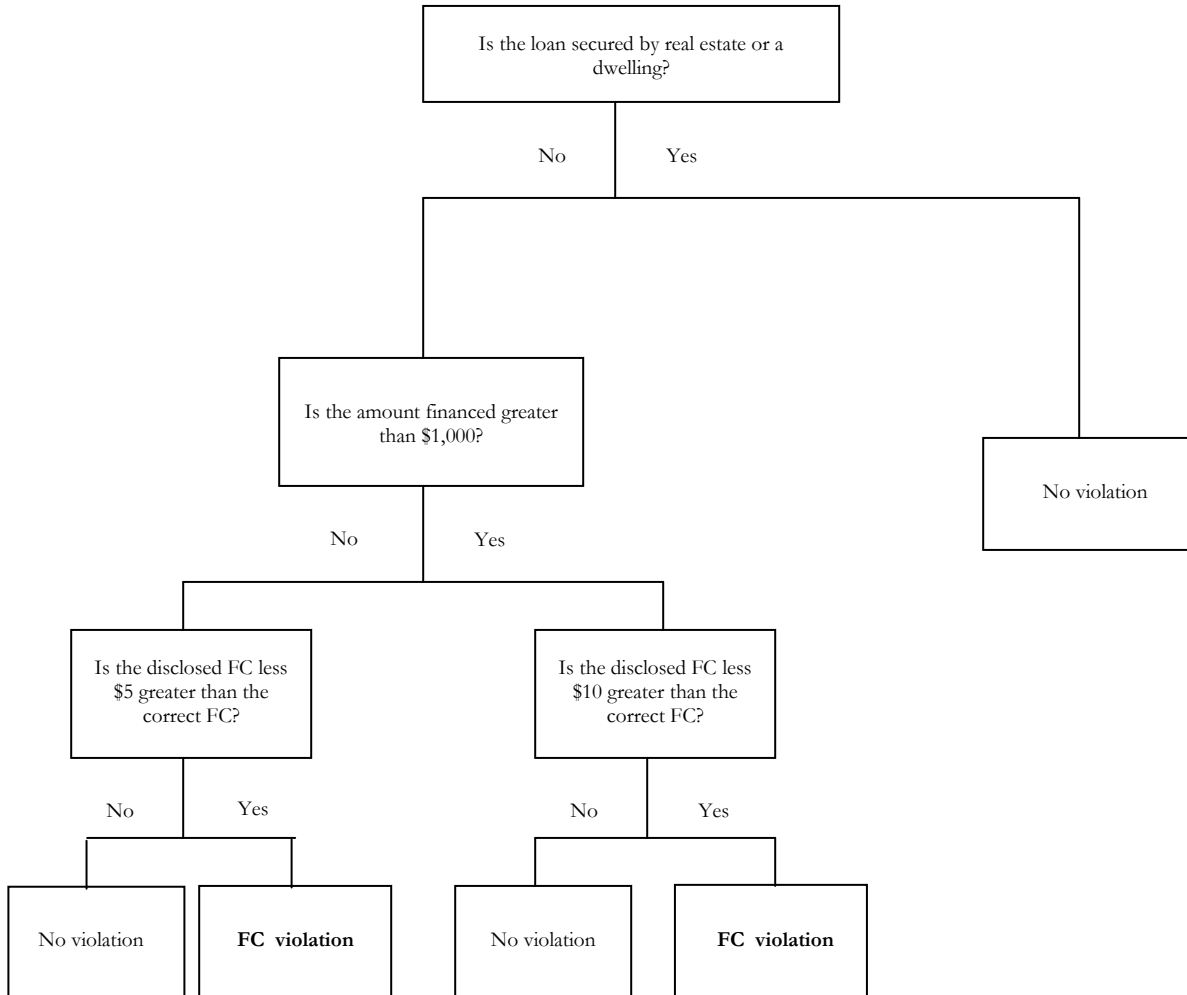 Is the loan secured by real estate or a
dwelling?
No
Yes
Is the amount financed greater
than $1,000?
No violation
No
Yes
Is the disclosed FC less
$5 greater than the
correct FC?
Is the disclosed FC less
$10 greater than the
correct FC?
No
Yes
No
Yes
No violation
FC violation
No violation
FC violation